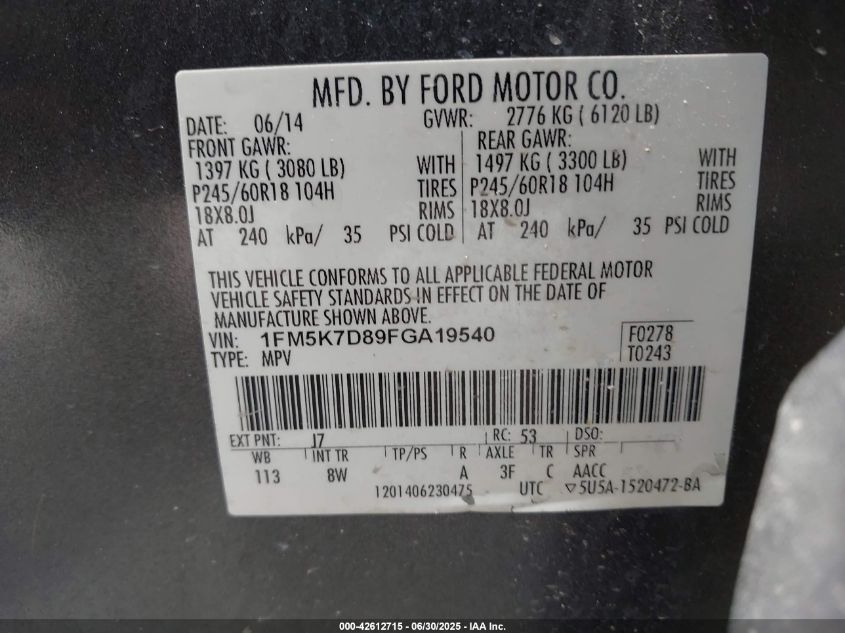 MFD. BY FORD MOTOR CO.
DATE: 06/14 GVWR: 2776 KG ( 6120 LB)
FRONT GAWR: REAR GAWR:
1397 KG ( 3080 LB) WITH 1497 KG ( 3300 LB) WITH
P245/60R18 104H TIRES P245/60R18 104H TIRES
18X8.0J RIMS 18X8.0J RIMS
AT 240 kPa/ 35 PSI COLD AT 240 kPa/ 35 PSI COLD
THIS VEHICLE CONFORMS TO ALL APPLICABLE FEDERAL MOTOR
VEHICLE SAFETY STANDARDS IN EFFECT ON THE DATE OF
MANUFACTURE SHOWN ABOVE.
VIN: 1FM5K7D89FGA19540 F0278
TYPE: MPV T0243
EXT PNT: J7 RC: 53 DSO:
WB INT TR TP/PS R AXLE TR SPR
113 8W A 3F C AACC
1201406230475 UTC ▽5U5A-1520472-BA
000-42612715 - 06/30/2025 - IAA Inc.